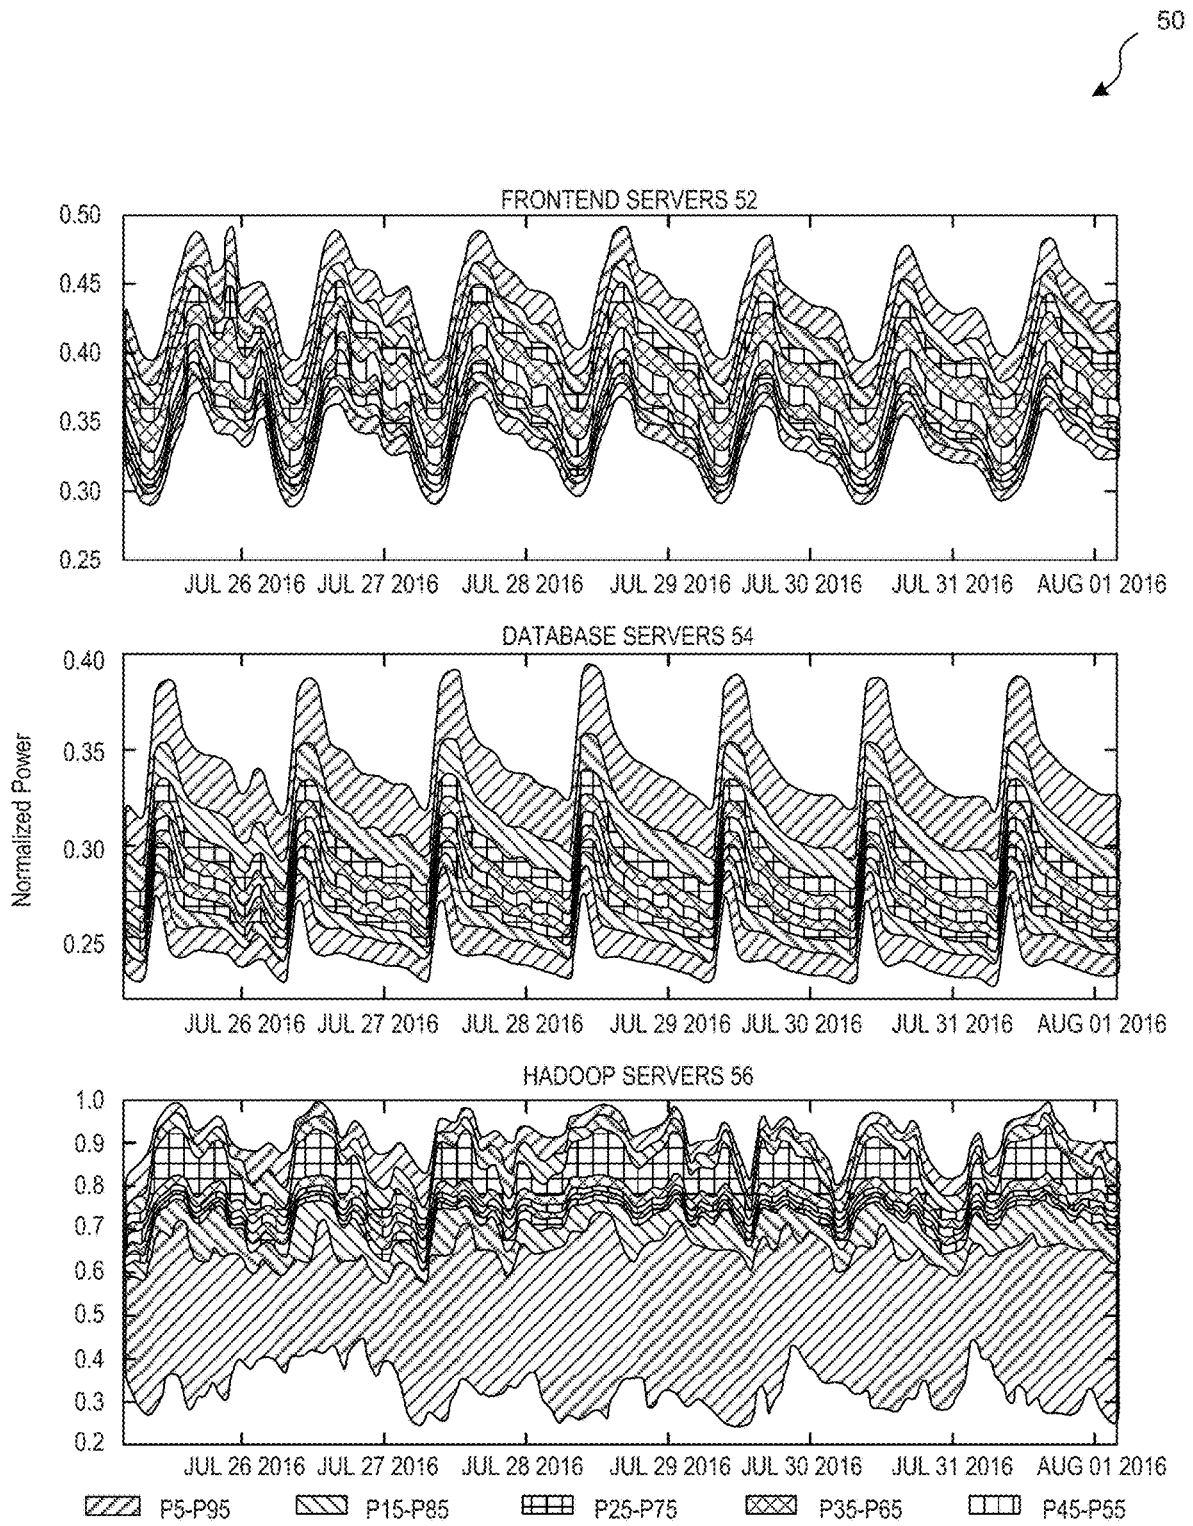 50
FRONTEND SERVERS 52
0.50
0.45
0.40
0.35
0.30
0.25
JUL 26 2016 JUL 27 2016 JUL 28 2016 JUL 29 2016 JUL 30 2016 JUL 31 2016 AUG 01 2016
DATABASE SERVERS 54
0.40
0.35
0.30
0.25
Normalized Power
JUL 26 2016 JUL 27 2016 JUL 28 2016 JUL 29 2016 JUL 30 2016 JUL 31 2016 AUG 01 2016
HADOOP SERVERS 56
1.0
0.9
0.8
0.7
0.6
0.5
0.4
0.3
0.2
JUL 26 2016 JUL 27 2016 JUL 28 2016 JUL 29 2016 JUL 30 2016 JUL 31 2016 AUG 01 2016
P5-P95 P15-P85 P25-P75 P35-P65 P45-P55